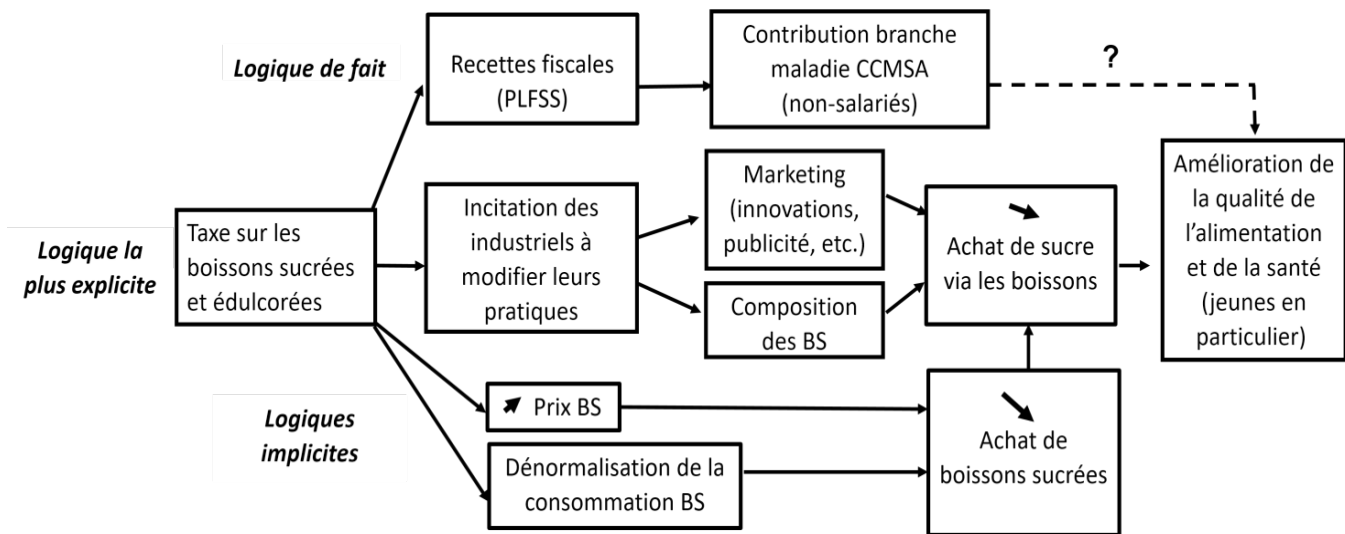 Logique de fait
Recettes fiscales
(PLFSS)
Contribution branche
maladie CCMSA
(non-salariés)
?
Logique la
plus explicite
Taxe sur les
boissons sucrées
et édulcorées
Incitation des
industriels à
modifier leurs
pratiques
Marketing
(innovations,
publicité, etc.)
Composition
des BS
Achat de sucre
via les boissons
Amélioration de
la qualité de
l’alimentation
et de la santé
(jeunes en
particulier)
Logiques
implicites
Prix BS
Dénormalisation de la
consommation BS
Achat de
boissons sucrées